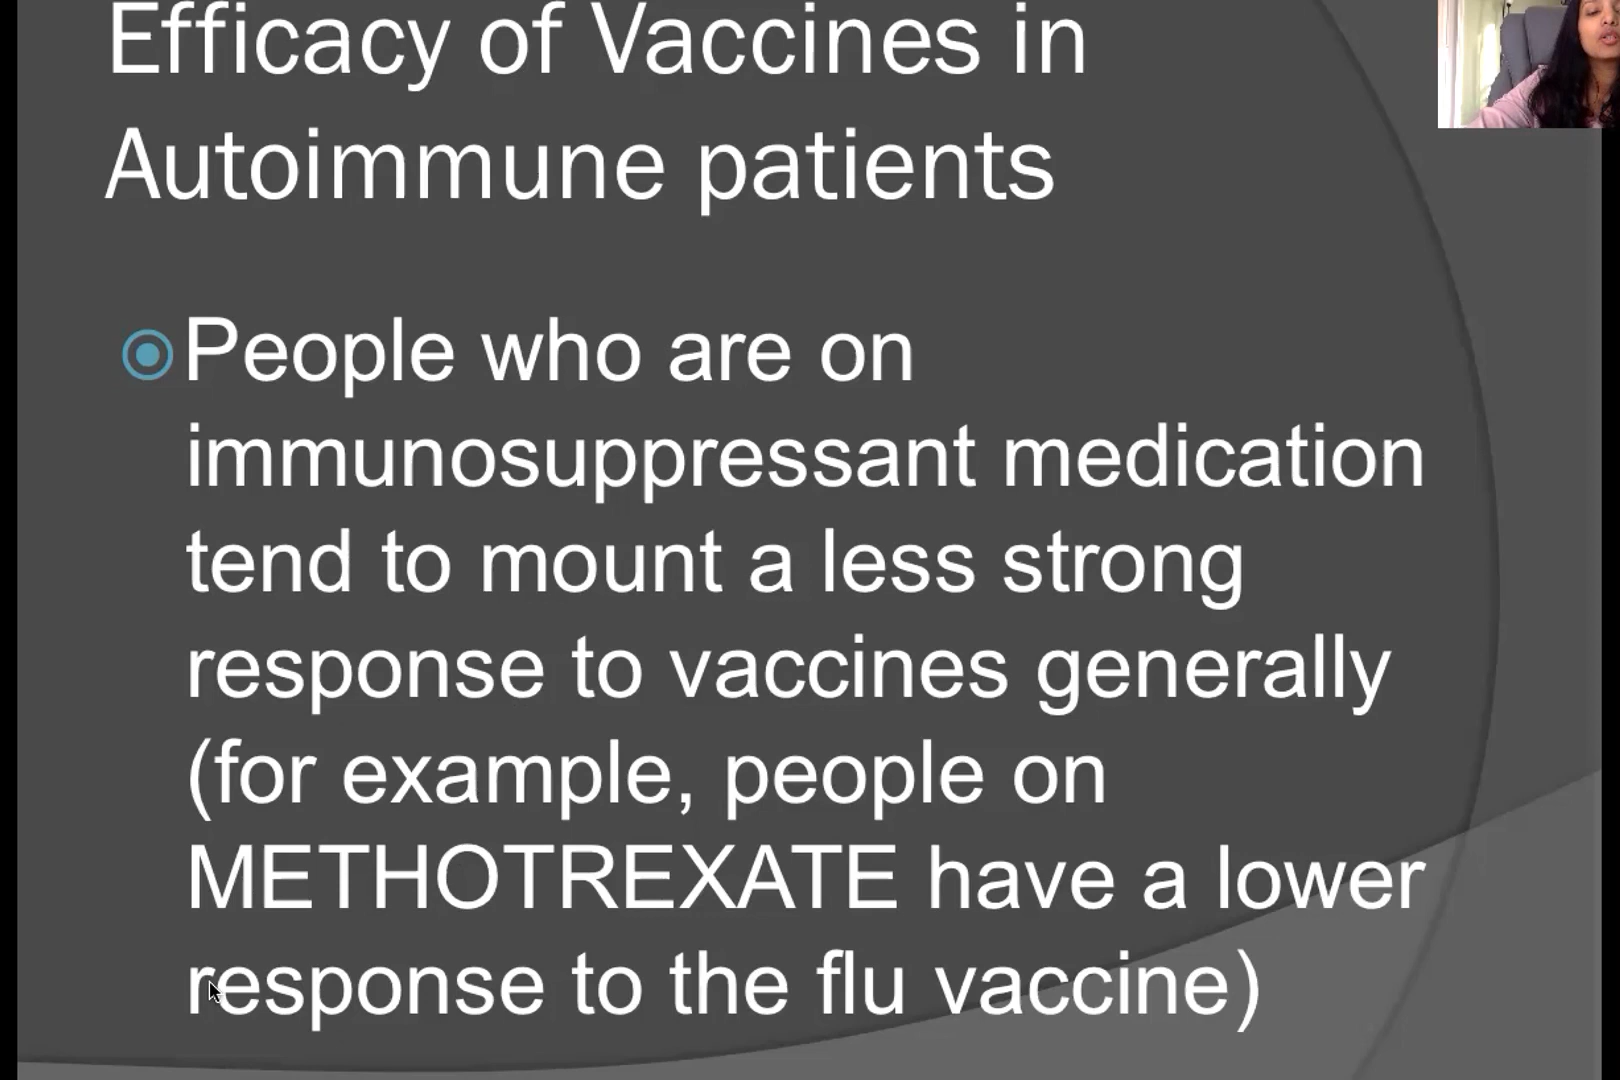 Efficacy of Vaccines in
Autoimmune patients
People who are on
immunosuppressant medication
tend to mount a less strong
response to vaccines generally
(for example, people on
METHOTREXATE have a lower
response to the flu vaccine)